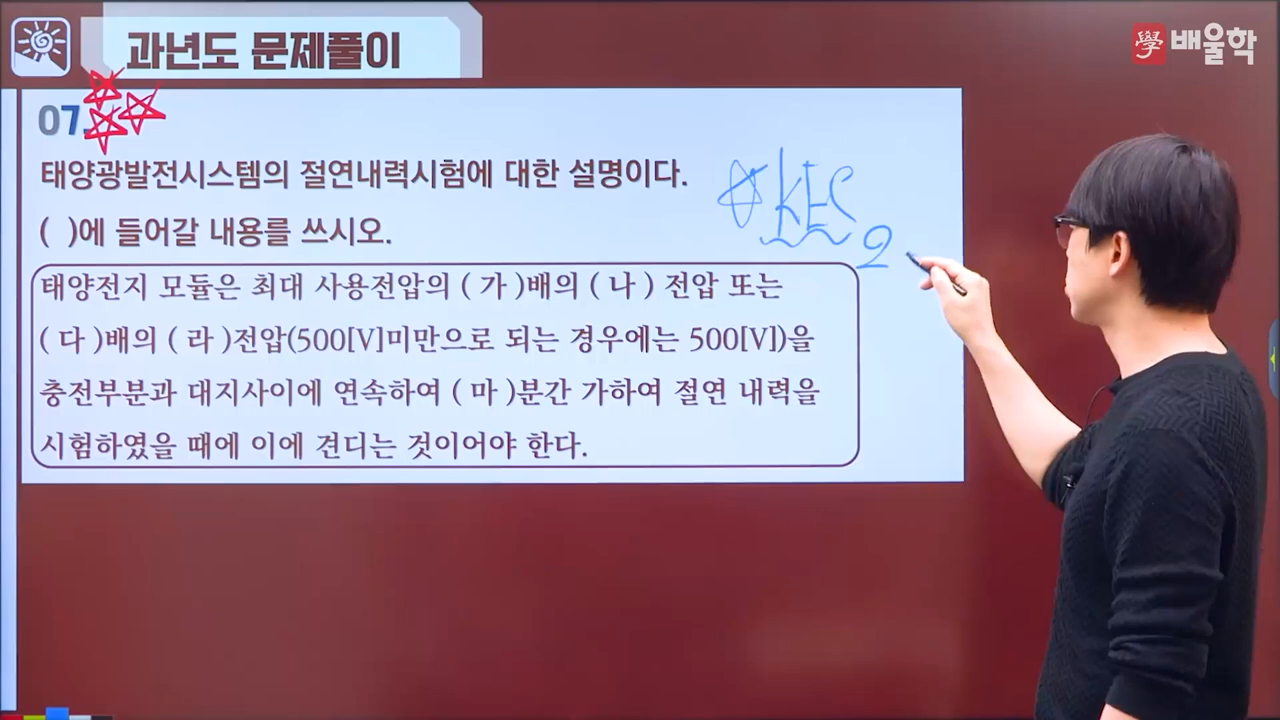 과년도 문제풀이
學 배울학
07.
태양광발전시스템의 절연내력시험에 대한 설명이다.
( )에 들어갈 내용을 쓰시오.
KEC
2
태양전지 모듈은 최대 사용전압의 ( 가 )배의 ( 나 ) 전압 또는
( 다 )배의 ( 라 )전압(500[V]미만으로 되는 경우에는 500[V])을
충전부분과 대지사이에 연속하여 ( 마 )분간 가하여 절연 내력을
시험하였을 때에 이에 견디는 것이어야 한다.